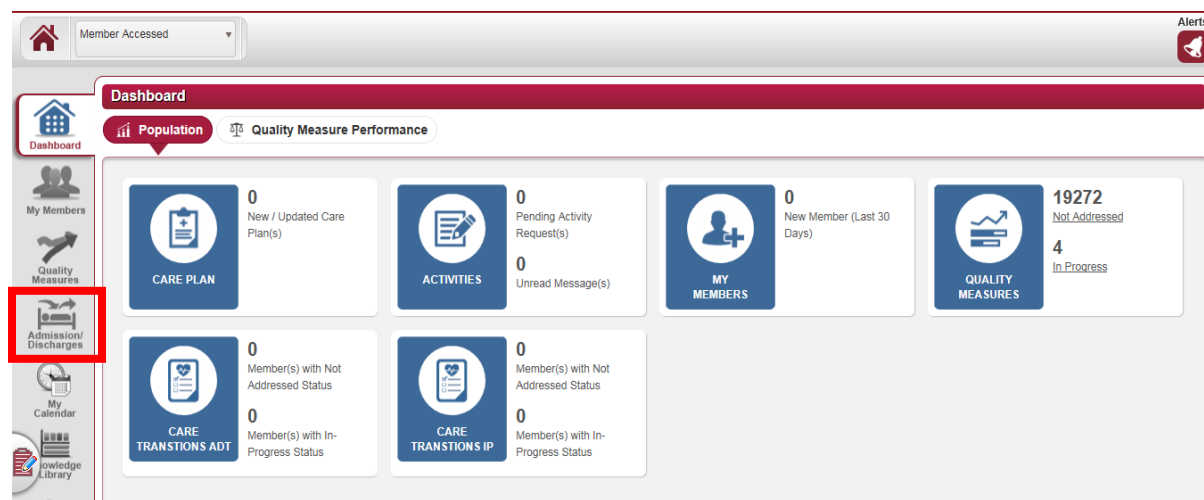 Member Accessed
Alerts
Dashboard
Population
Quality Measure Performance
Dashboard
My Members
Quality
Measures
Admission/
Discharges
My
Calendar
owledge
Library
CARE PLAN
0
New / Updated Care
Plan(s)
ACTIVITIES
0
Pending Activity
Request(s)
0
Unread Message(s)
MY
MEMBERS
0
New Member (Last 30
Days)
QUALITY
MEASURES
19272
Not Addressed
4
In Progress
CARE
TRANSTIONS ADT
0
Member(s) with Not
Addressed Status
0
Member(s) with In-
Progress Status
CARE
TRANSTIONS IP
0
Member(s) with Not
Addressed Status
0
Member(s) with In-
Progress Status